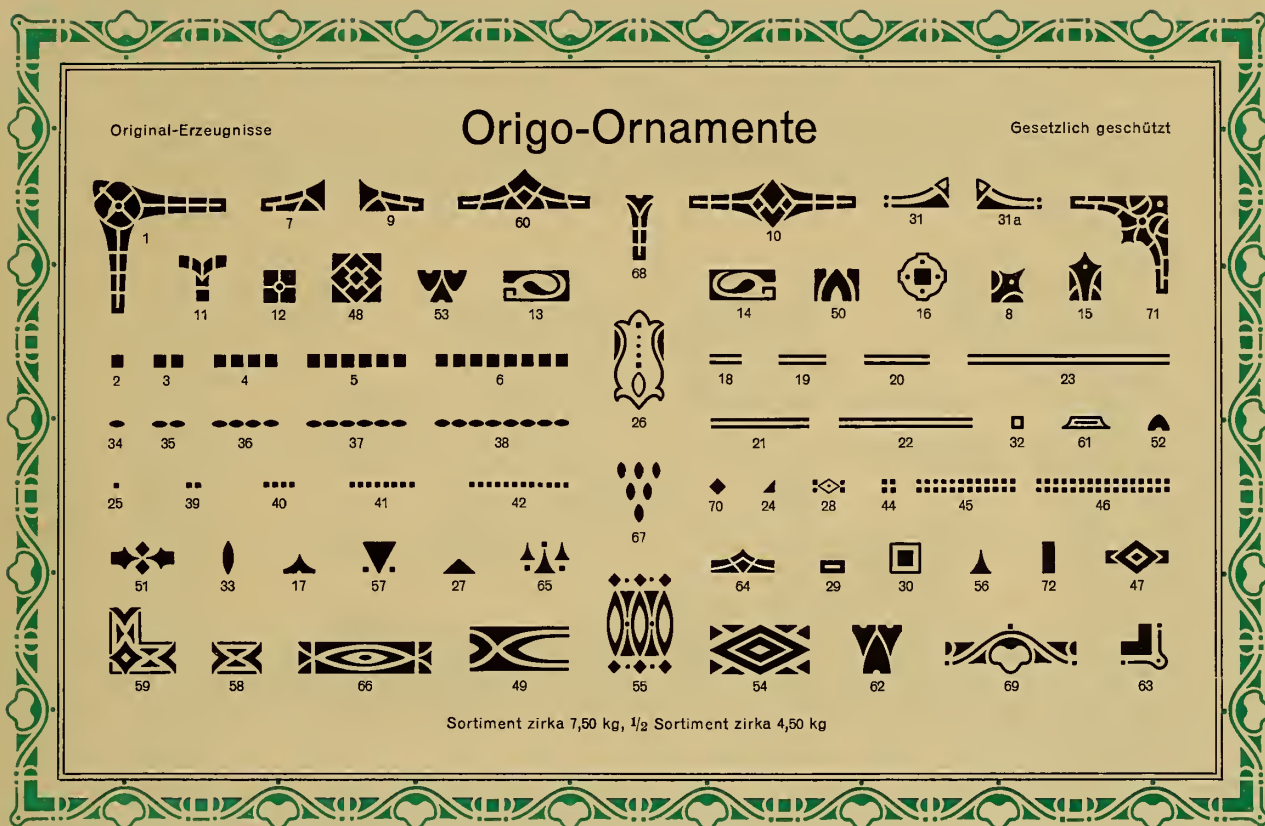 Original-Erzeugnisse Origo-Ornamente Gesetzlich geschützt
1 7 9 60 68 10 31 31a 71
11 12 48 53 13 14 50 16 8 15
2 3 4 5 6 18 19 20 23
34 35 36 37 38 26 21 22 32 61 52
25 39 40 41 42 67 70 24 28 44 45 46
51 33 17 57 27 65 64 29 30 56 72 47
59 58 66 49 55 54 62 69 63
Sortiment zirka 7,50 kg, 1/2 Sortiment zirka 4,50 kg